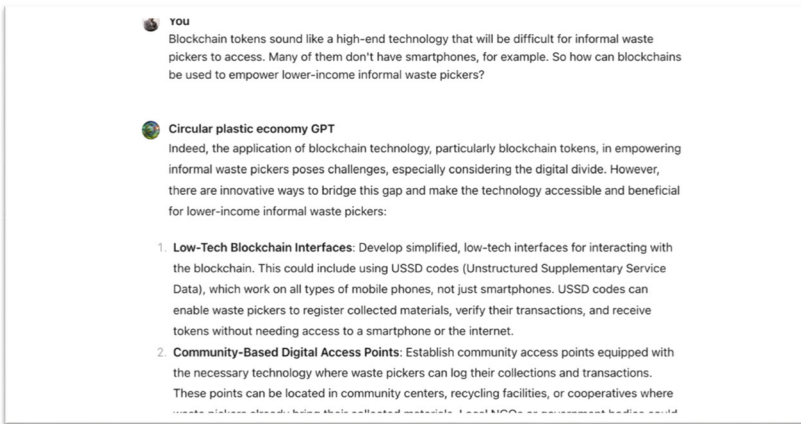 You
Blockchain tokens sound like a high-end technology that will be difficult for informal waste
pickers to access. Many of them don't have smartphones, for example. So how can blockchains
be used to empower lower-income informal waste pickers?
Circular plastic economy GPT
Indeed, the application of blockchain technology, particularly blockchain tokens, in empowering
informal waste pickers poses challenges, especially considering the digital divide. However,
there are innovative ways to bridge this gap and make the technology accessible and beneficial
for lower-income informal waste pickers:
1. Low-Tech Blockchain Interfaces: Develop simplified, low-tech interfaces for interacting with
the blockchain. This could include using USSD codes (Unstructured Supplementary Service
Data), which work on all types of mobile phones, not just smartphones. USSD codes can
enable waste pickers to register collected materials, verify their transactions, and receive
tokens without needing access to a smartphone or the internet.
2. Community-Based Digital Access Points: Establish community access points equipped with
the necessary technology where waste pickers can log their collections and transactions.
These points can be located in community centers, recycling facilities, or cooperatives where